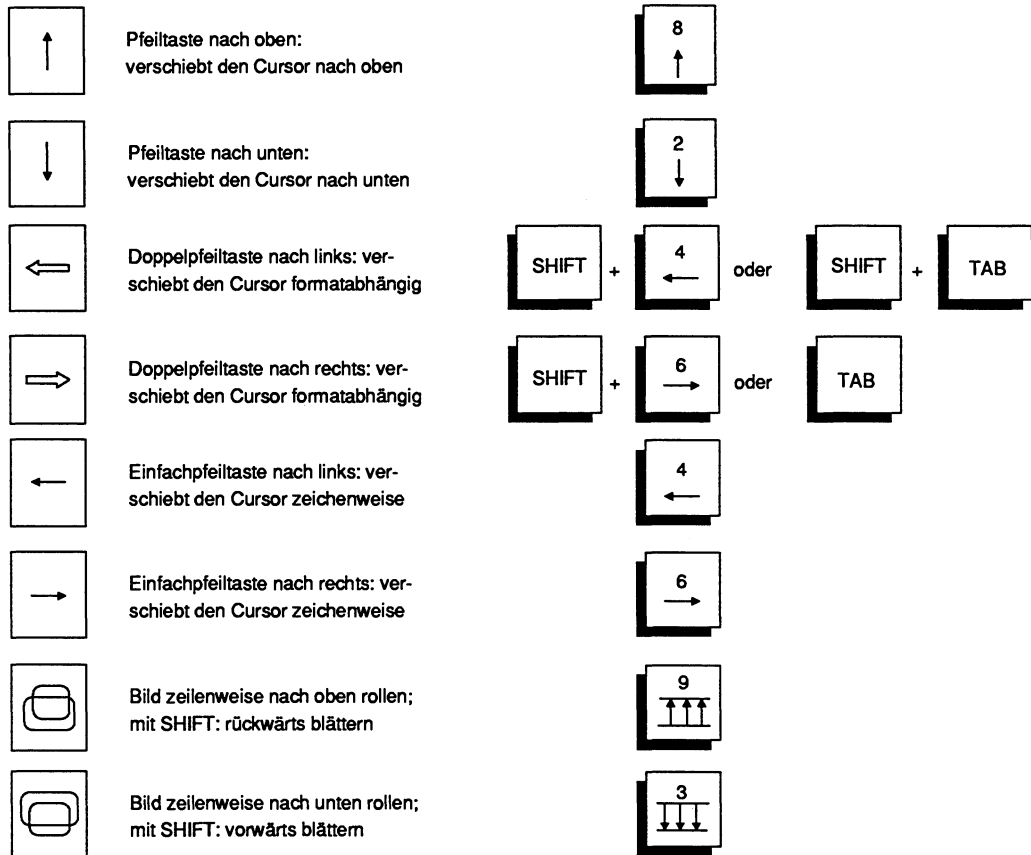 Pfeiltaste nach oben:
verschiebt den Cursor nach oben
8
Pfeiltaste nach unten:
verschiebt den Cursor nach unten
2
Doppelpfeiltaste nach links: ver-
schiebt den Cursor formatabhängig
SHIFT + 4 oder SHIFT + TAB
Doppelpfeiltaste nach rechts: ver-
schiebt den Cursor formatabhängig
SHIFT + 6 oder TAB
Einfachpfeiltaste nach links: ver-
schiebt den Cursor zeichenweise
4
Einfachpfeiltaste nach rechts: ver-
schiebt den Cursor zeichenweise
6
Bild zeilenweise nach oben rollen;
mit SHIFT: rückwärts blättern
9
Bild zeilenweise nach unten rollen;
mit SHIFT: vorwärts blättern
3